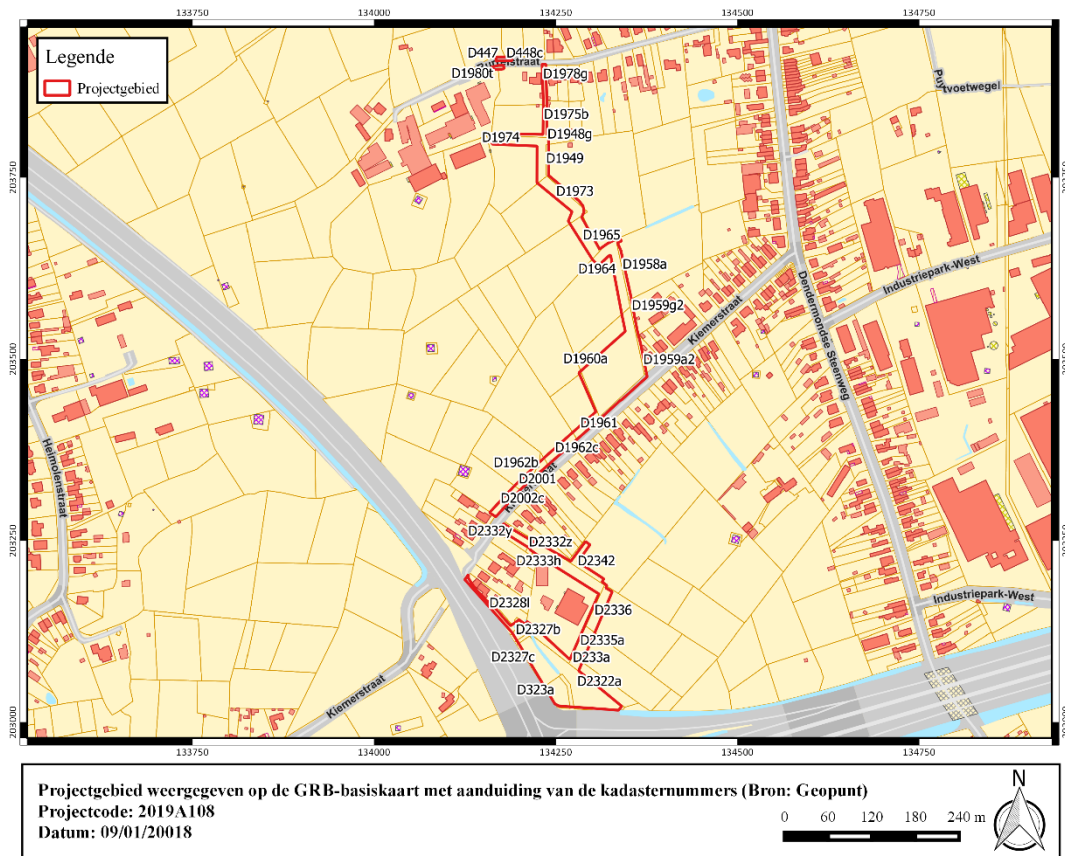 133750
134000
134250
134500
134750
Legende
Projectgebied
D447
D448c
D1980t
D1978g
D1975b
D1974
D1948g
D1949
D1973
D1965
D1964
D1958a
D1959g2
D1960a
D1959a2
D1961
D1962c
D1962b
D2001
D2002c
D2332y
D2332z
D2333h
D2342
D2328l
D2336
D2327b
D2335a
D2327c
D233a
D323a
D2322a
Puytvoetwegel
Industriepark-West
Kiemerstraat
Dendermondse Steenweg
Heimolenstraat
Industriepark-West
Kiemerstraat
203750
203750
203500
203250
203000
203000
133750
134000
134250
134500
134750
Projectgebied weergegeven op de GRB-basiskaart met aanduiding van de kadasternummers (Bron: Geopunt)
Projectcode: 2019A108
Datum: 09/01/20018
0 60 120 180 240 m
N